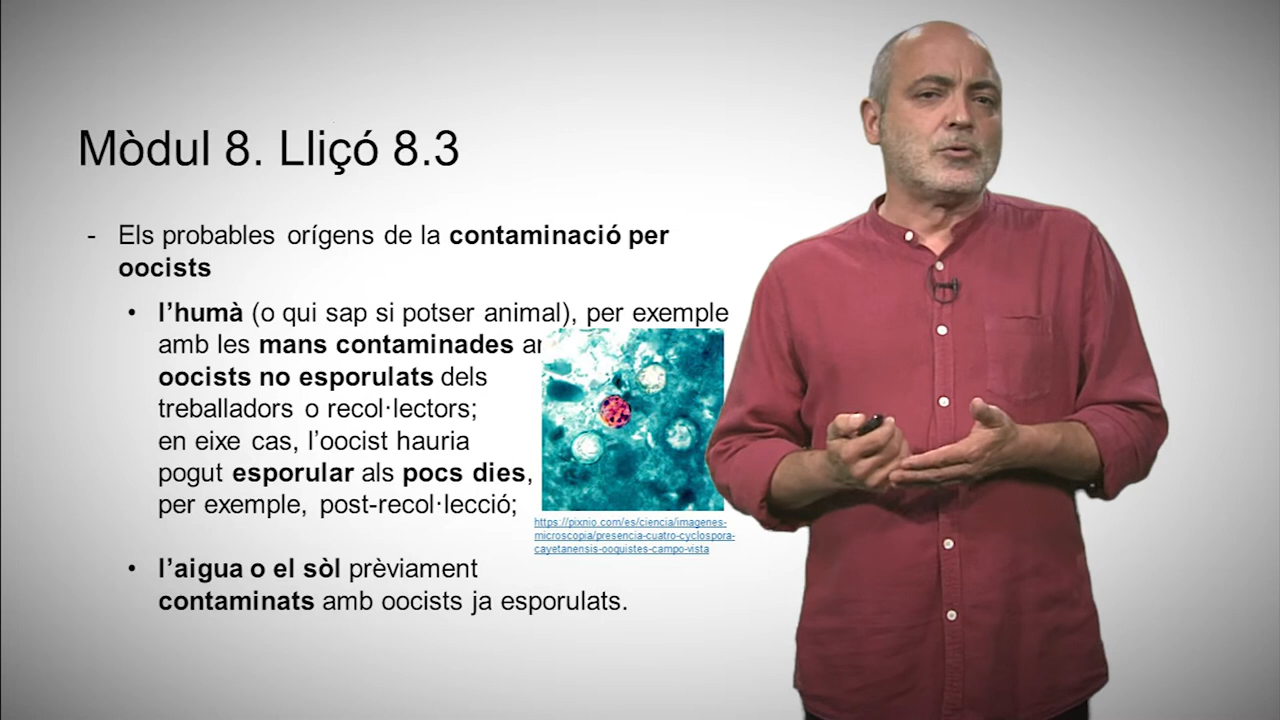 Mòdul 8. Lliçó 8.3
- Els probables orígens de la contaminació per
oocists
• l’humà (o qui sap si potser animal), per exemple
amb les mans contaminades
oocists no esporulats dels
treballadors o recol·lectors;
en eixe cas, l’oocist hauria
pogut esporular als pocs dies,
per exemple, post-recol·lecció;
https://pixnio.com/es/ciencia/imagenes-
microscopia/presencia-cuatro-cyclospora-
cayetanensis-ooquistes-campo-vista
• l’aigua o el sòl prèviament
contaminats amb oocists ja esporulats.